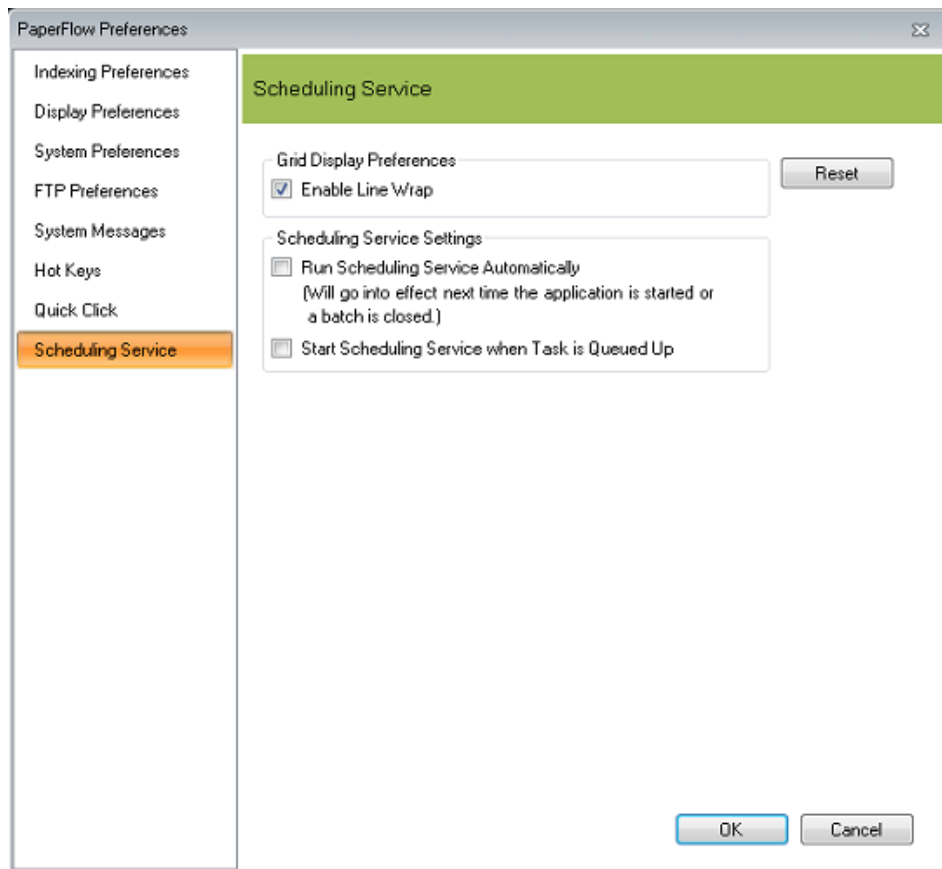 PaperFlow Preferences
Indexing Preferences
Display Preferences
System Preferences
FTP Preferences
System Messages
Hot Keys
Quick Click
Scheduling Service
Scheduling Service
Grid Display Preferences
Enable Line Wrap
Reset
Scheduling Service Settings
Run Scheduling Service Automatically
(Will go into effect next time the application is started or
a batch is closed.)
Start Scheduling Service when Task is Queued Up
OK
Cancel